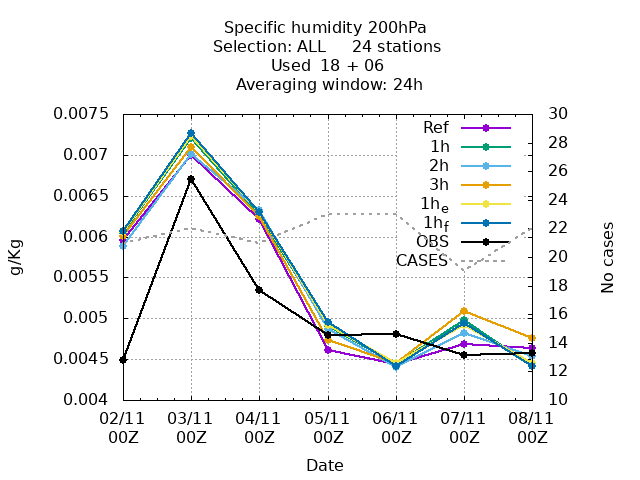 Specific humidity 200hPa
Selection: ALL 24 stations
Used 18 + 06
Averaging window: 24h
0.0075
0.007
0.0065
0.006
0.0055
0.005
0.0045
0.004
g/Kg
30
28
26
24
22
20
18
16
14
12
10
No cases
Ref
1h
2h
3h
1he
1hf
OBS
CASES
02/11 03/11 04/11 05/11 06/11 07/11 08/11
00Z 00Z 00Z 00Z 00Z 00Z 00Z
Date